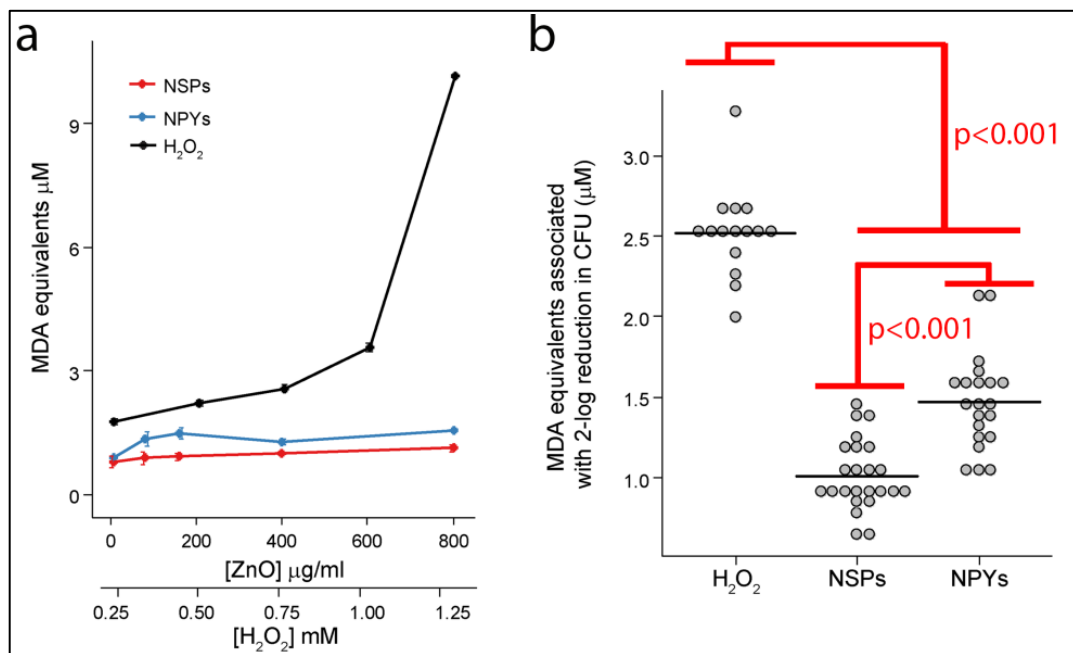 a
NSPs
NPYs
H₂O₂
MDA equivalents μM
9
6
3
0
0 200 400 600 800
[ZnO] μg/ml
0.25 0.50 0.75 1.00 1.25
[H₂O₂] mM
b
MDA equivalents associated
with 2-log reduction in CFU (μM)
3.0
2.5
2.0
1.5
1.0
p<0.001
p<0.001
H₂O₂ NSPs NPYs